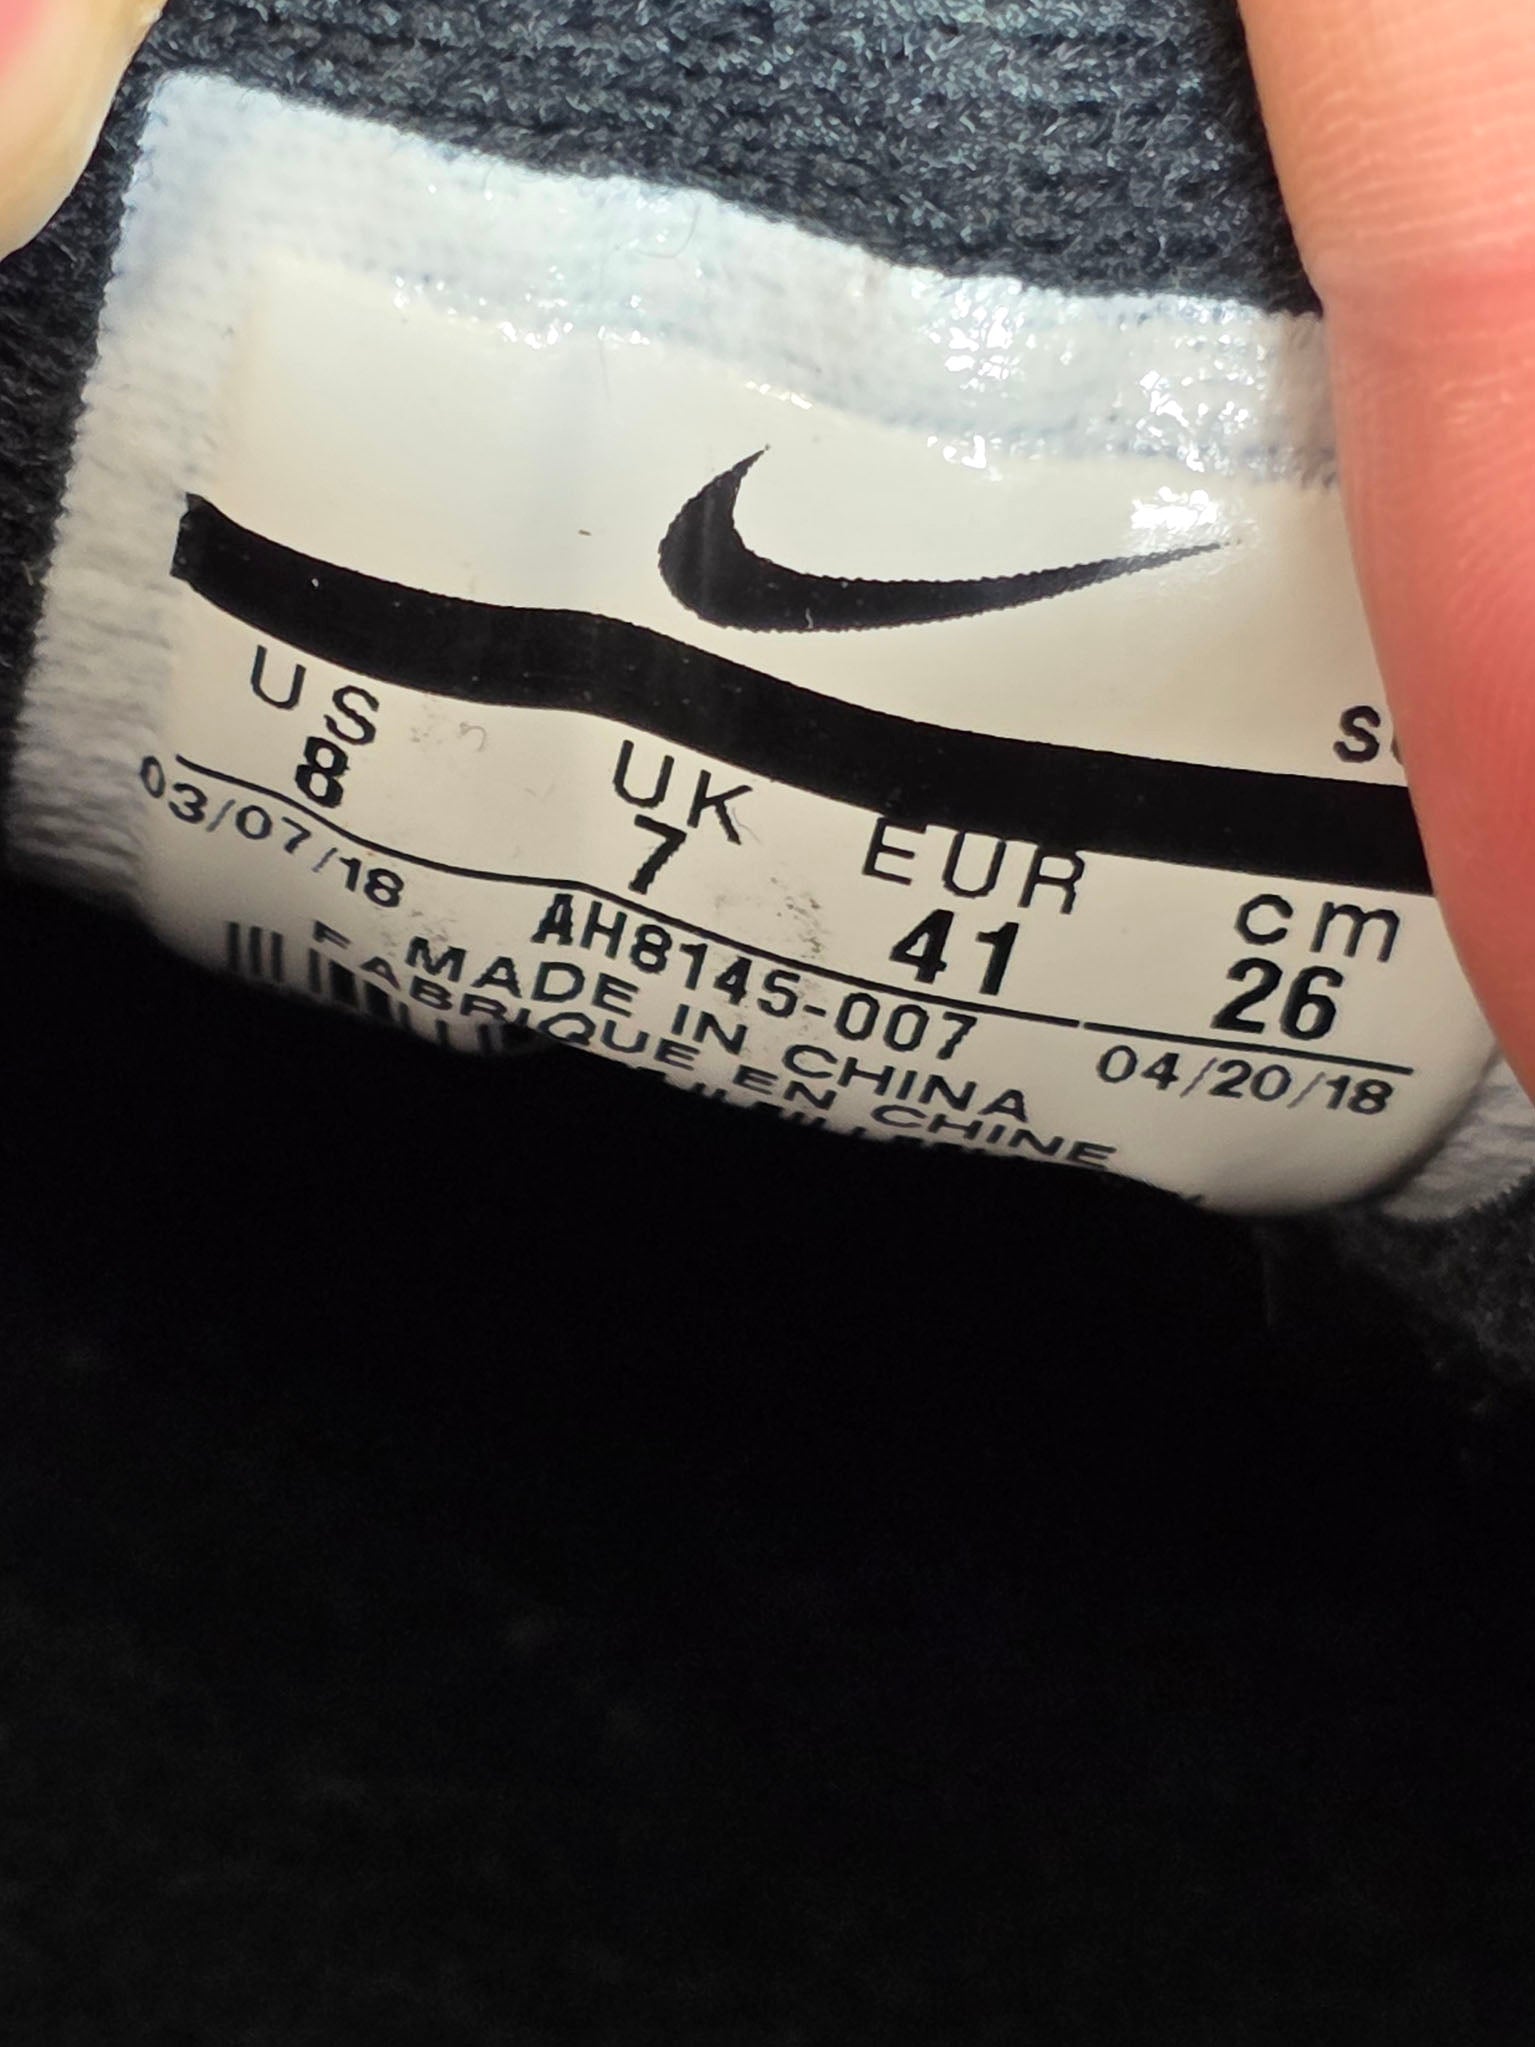 US UK EUR cm
8 7 41 26
03/07/18 AH8145-007 04/20/18
MADE IN CHINA
FABRIQUE EN CHINE